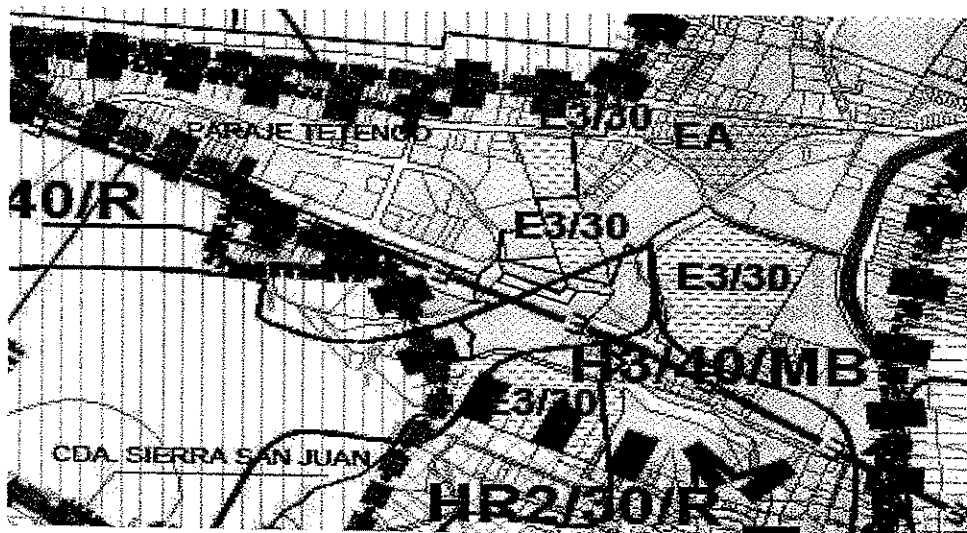 E3/30
PARAJE TETENCO
EA
40/R
E3/30
E3/30
H3/40/MB
E3/30
CDA. SIERRA SAN JUAN
HR2/30/R